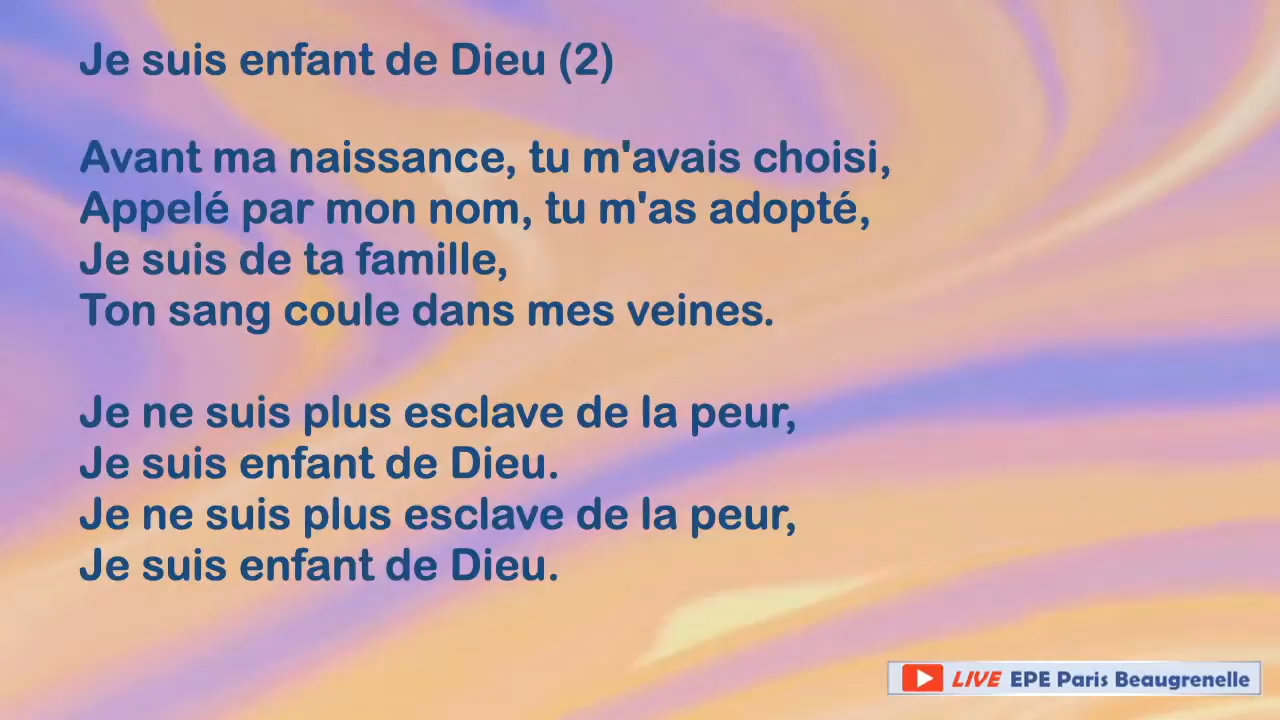 Je suis enfant de Dieu (2)
Avant ma naissance, tu m'avais choisi,
Appelé par mon nom, tu m'as adopté,
Je suis de ta famille,
Ton sang coule dans mes veines.
Je ne suis plus esclave de la peur,
Je suis enfant de Dieu.
Je ne suis plus esclave de la peur,
Je suis enfant de Dieu.
LIVE EPE Paris Beaugrenelle